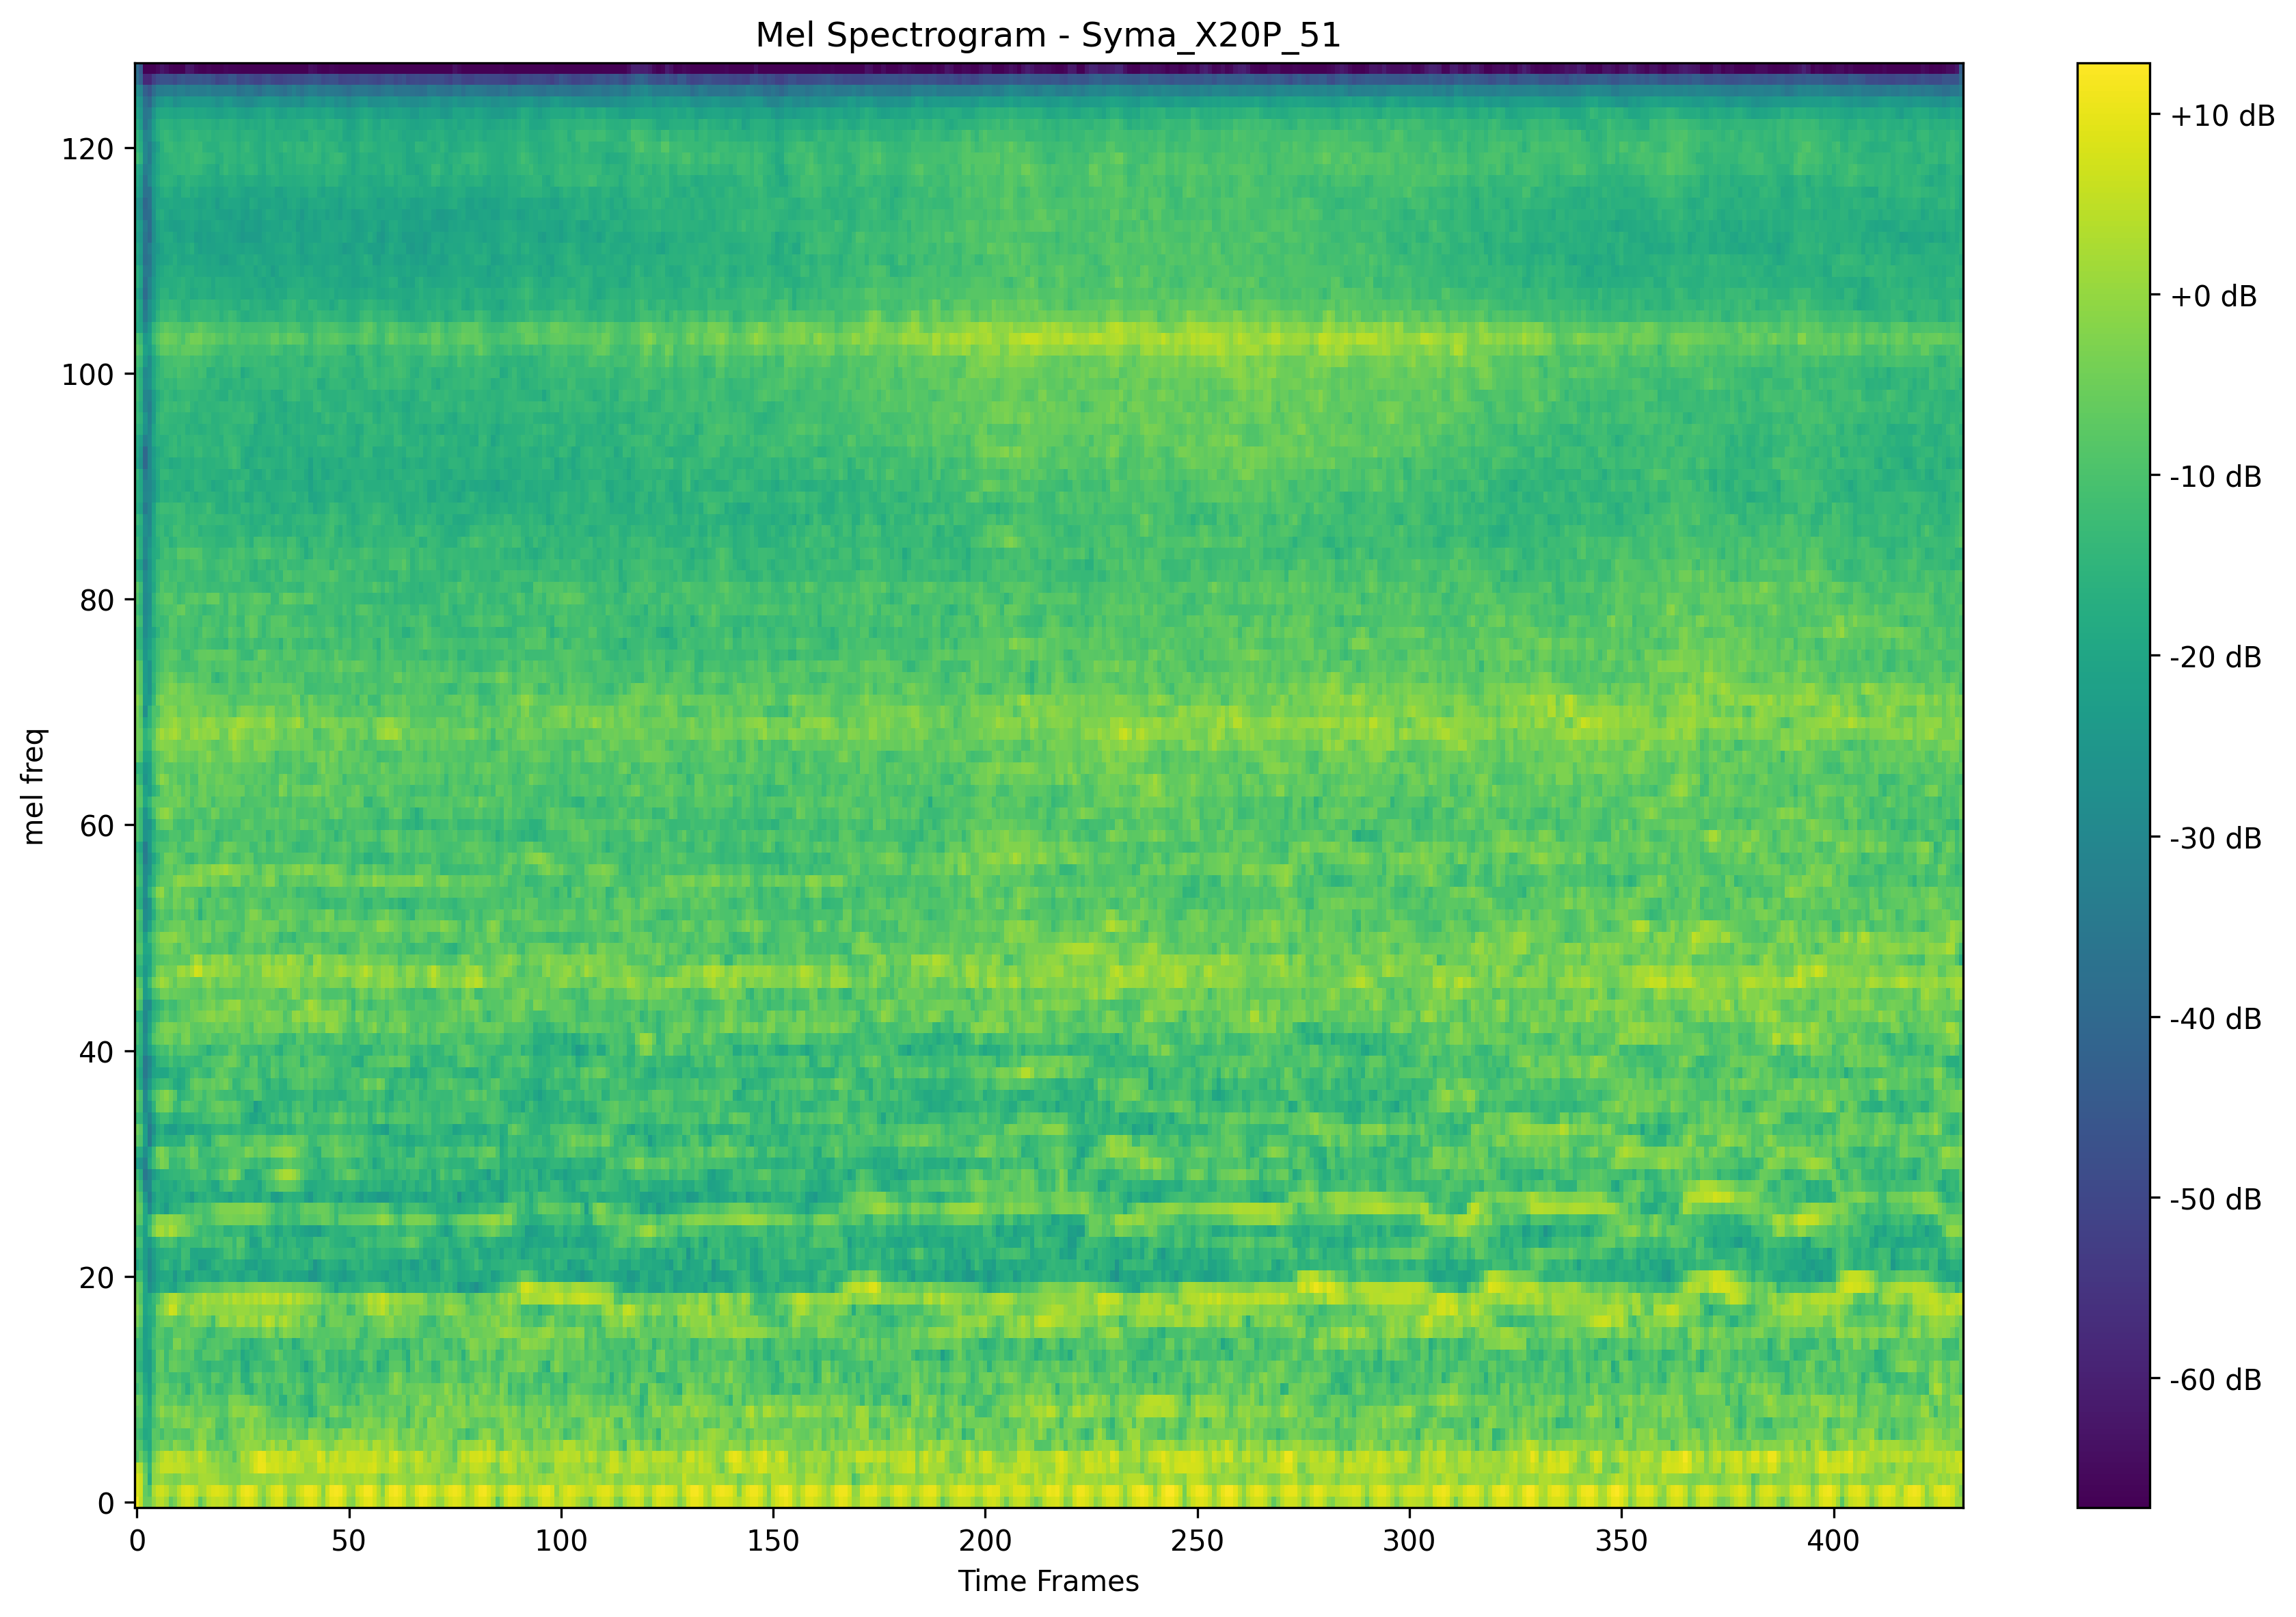 Mel Spectrogram - Syma_X20P_51
mel freq
120
100
80
60
40
20
0
0 50 100 150 200 250 300 350 400
Time Frames
+10 dB
+0 dB
-10 dB
-20 dB
-30 dB
-40 dB
-50 dB
-60 dB